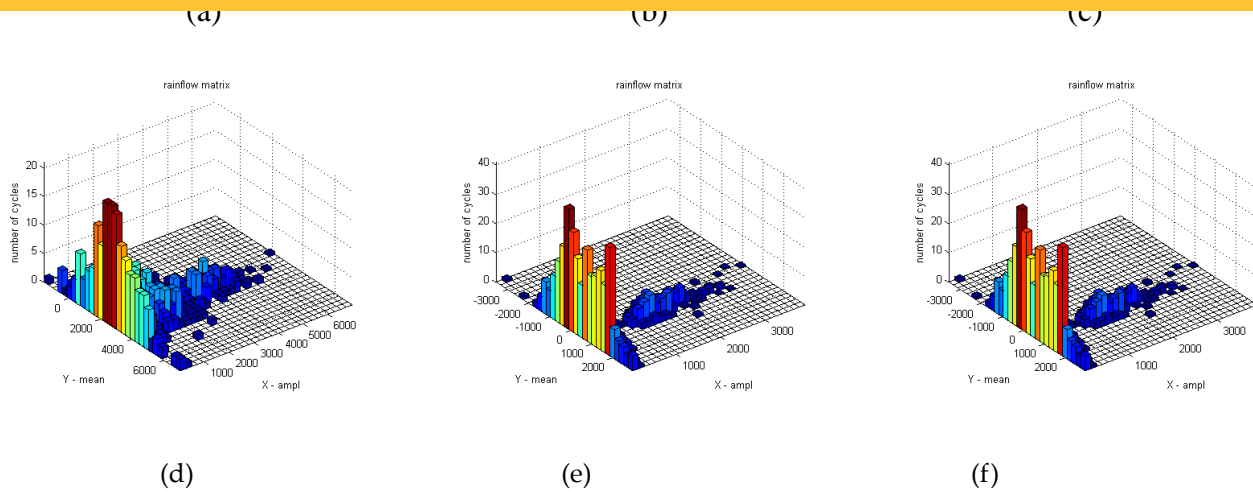 (a) (b) (c)
rainflow matrix rainflow matrix rainflow matrix
20 40 40
15 30 30
10 20 20
5 10 10
0 0 0
number of cycles number of cycles number of cycles
0 2000 4000 6000 -3000 -2000 -1000 0 1000 2000 -3000 -2000 -1000 0 1000 2000
1000 2000 3000 4000 5000 6000 1000 2000 3000 1000 2000 3000
Y - mean X - ampl Y - mean X - ampl Y - mean X - ampl
(d) (e) (f)